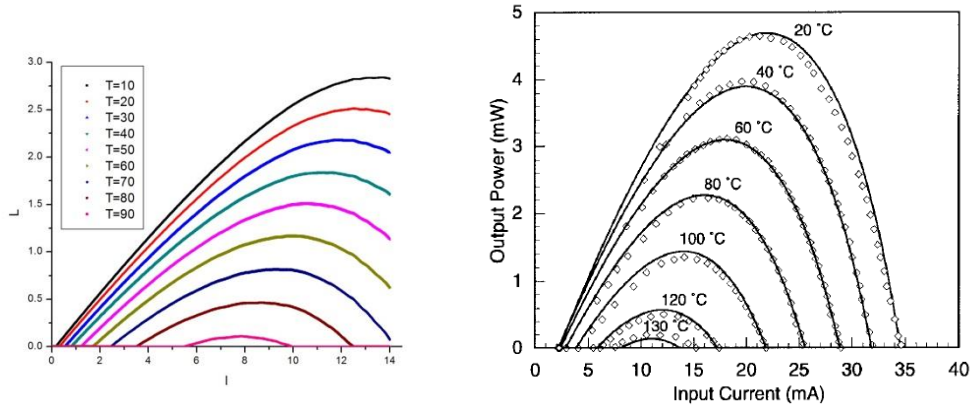 3.0
2.5
2.0
1.5
1.0
0.5
0.0
L
T=10
T=20
T=30
T=40
T=50
T=60
T=70
T=80
T=90
0 2 4 6 8 10 12 14
I
5
4
3
2
1
0
Output Power (mW)
20 °C
40 °C
60 °C
80 °C
100 °C
120 °C
130 °C
0 5 10 15 20 25 30 35 40
Input Current (mA)